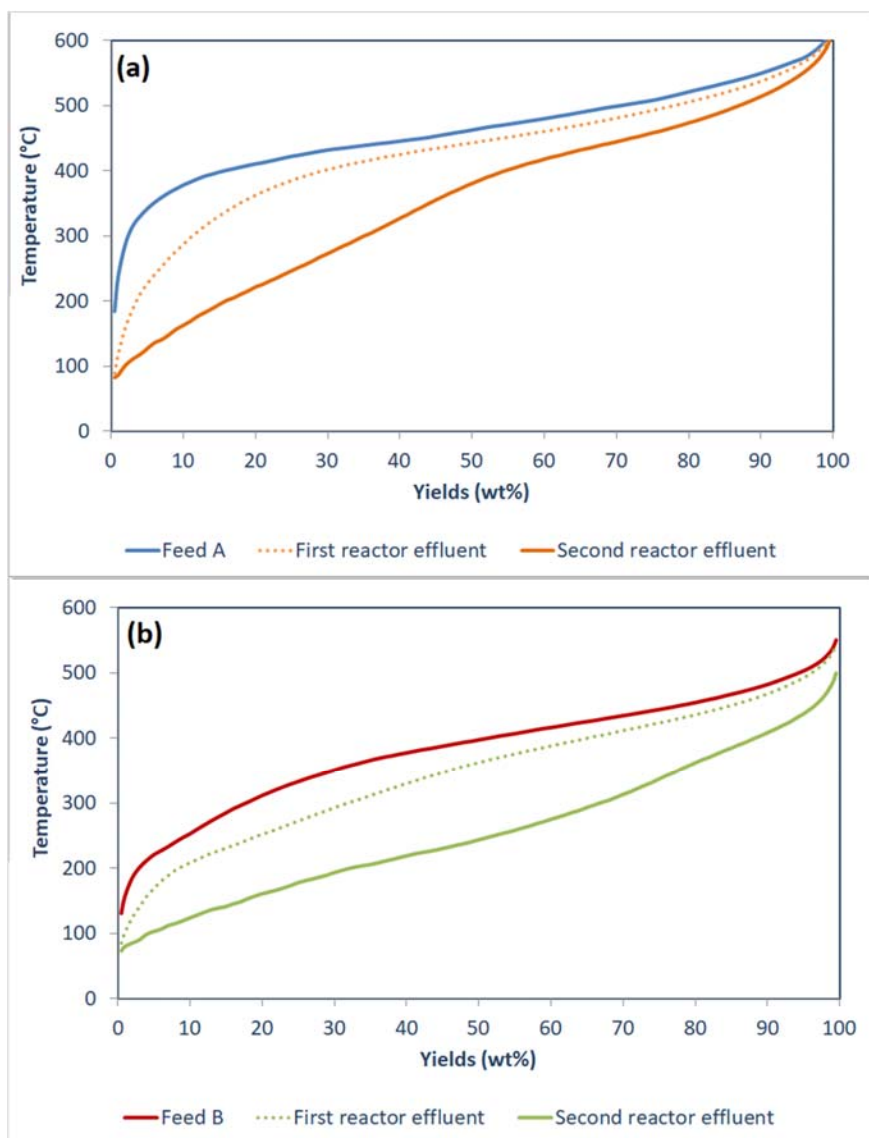 (a)
Temperature (°C)
600
500
400
300
200
100
0
0 10 20 30 40 50 60 70 80 90 100
Yields (wt%)
Feed A First reactor effluent Second reactor effluent
(b)
Temperature (°C)
600
500
400
300
200
100
0
0 10 20 30 40 50 60 70 80 90 100
Yields (wt%)
Feed B First reactor effluent Second reactor effluent